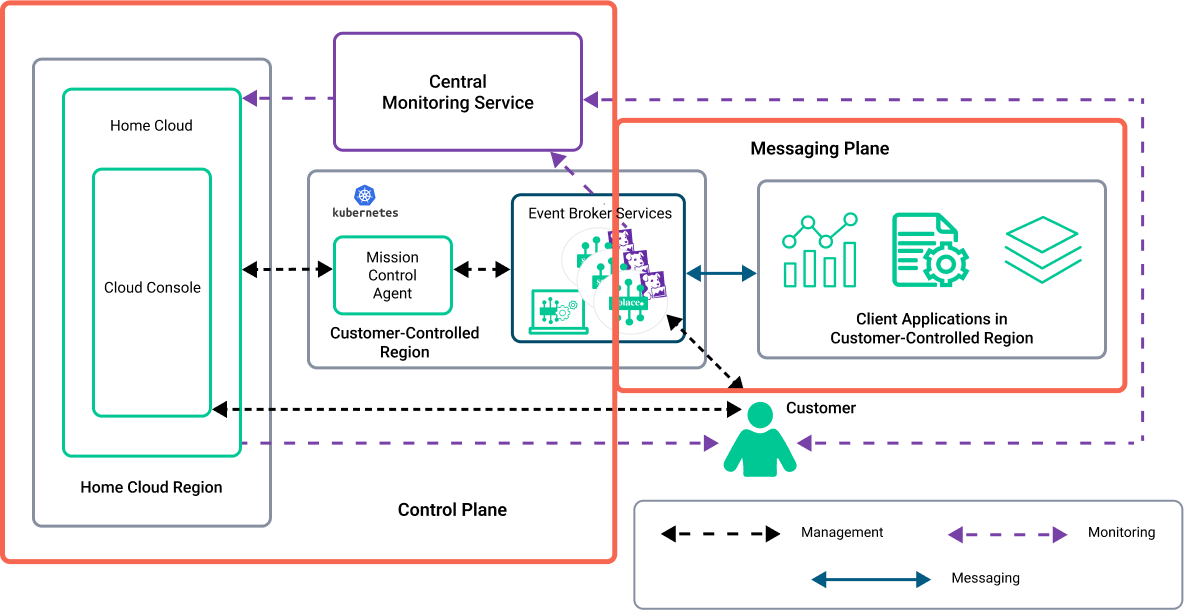 Central
Monitoring Service
Home Cloud
Messaging Plane
kubernetes
Event Broker Services
Mission
Control
Agent
Cloud Console
solace.
Customer-Controlled
Region
Client Applications in
Customer-Controlled Region
Customer
Home Cloud Region
Control Plane
Management
Monitoring
Messaging